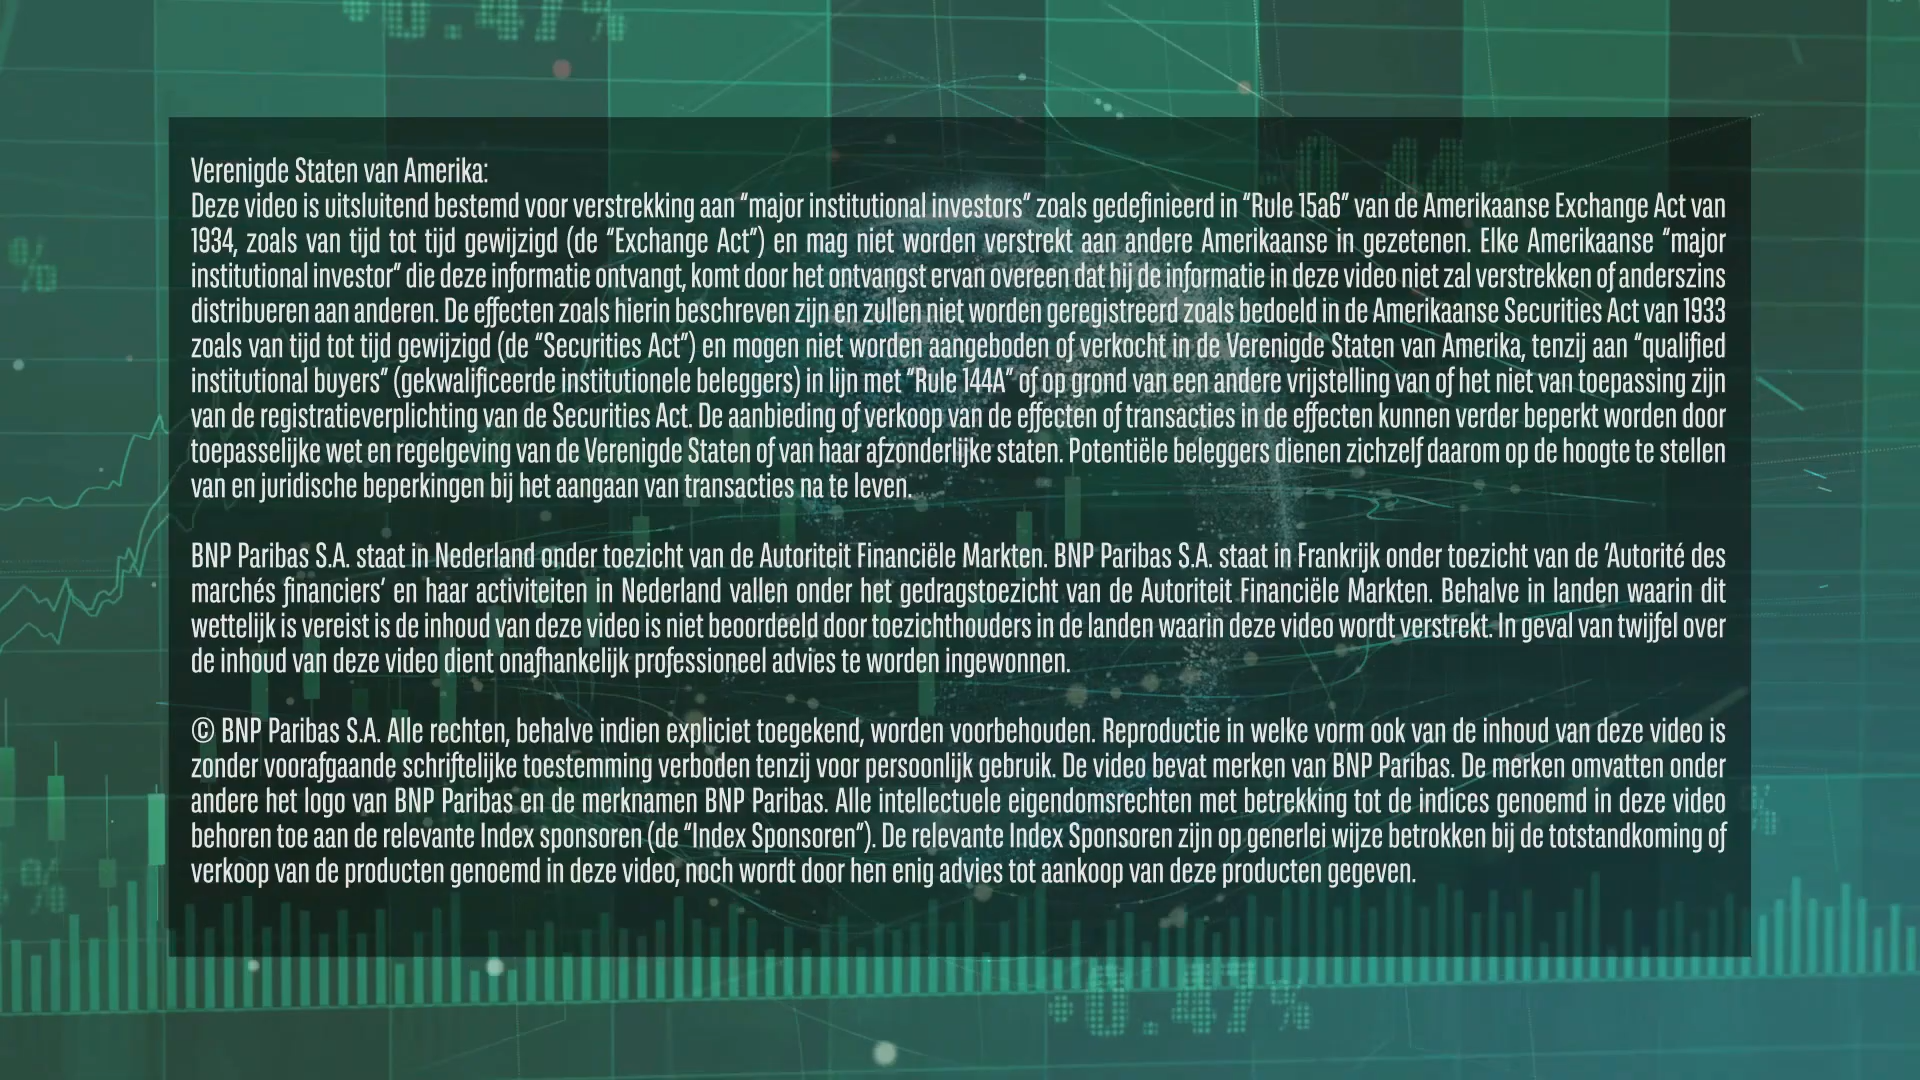 +0.47%
Verenigde Staten van Amerika:
Deze video is uitsluitend bestemd voor verstrekking aan “major institutional investors” zoals gedefinieerd in “Rule 15a6” van de Amerikaanse Exchange Act van
1934, zoals van tijd tot tijd gewijzigd (de “Exchange Act”) en mag niet worden verstrekt aan andere Amerikaanse in gezetenen. Elke Amerikaanse “major
institutional investor” die deze informatie ontvangt, komt door het ontvangst ervan overeen dat hij de informatie in deze video niet zal verstrekken of anderszins
distribueren aan anderen. De effecten zoals hierin beschreven zijn en zullen niet worden geregistreerd zoals bedoeld in de Amerikaanse Securities Act van 1933
zoals van tijd tot tijd gewijzigd (de “Securities Act”) en mogen niet worden aangeboden of verkocht in de Verenigde Staten van Amerika, tenzij aan “qualified
institutional buyers” (gekwalificeerde institutionele beleggers) in lijn met “Rule 144A” of op grond van een andere vrijstelling van of het niet van toepassing zijn
van de registratieverplichting van de Securities Act. De aanbieding of verkoop van de effecten of transacties in de effecten kunnen verder beperkt worden door
toepasselijke wet en regelgeving van de Verenigde Staten of van haar afzonderlijke staten. Potentiële beleggers dienen zichzelf daarom op de hoogte te stellen
van en juridische beperkingen bij het aangaan van transacties na te leven.
BNP Paribas S.A. staat in Nederland onder toezicht van de Autoriteit Financiële Markten. BNP Paribas S.A. staat in Frankrijk onder toezicht van de ‘Autorité des
marchés financiers’ en haar activiteiten in Nederland vallen onder het gedragstoezicht van de Autoriteit Financiële Markten. Behalve in landen waarin dit
wettelijk is vereist is de inhoud van deze video is niet beoordeeld door toezichthouders in de landen waarin deze video wordt verstrekt. In geval van twijfel over
de inhoud van deze video dient onafhankelijk professioneel advies te worden ingewonnen.
© BNP Paribas S.A. Alle rechten, behalve indien expliciet toegekend, worden voorbehouden. Reproductie in welke vorm ook van de inhoud van deze video is
zonder voorafgaande schriftelijke toestemming verboden tenzij voor persoonlijk gebruik. De video bevat merken van BNP Paribas. De merken omvatten onder
andere het logo van BNP Paribas en de merknamen BNP Paribas. Alle intellectuele eigendomsrechten met betrekking tot de indices genoemd in deze video
behoren toe aan de relevante Index sponsoren (de “Index Sponsoren”). De relevante Index Sponsoren zijn op generlei wijze betrokken bij de totstandkoming of
verkoop van de producten genoemd in deze video, noch wordt door hen enig advies tot aankoop van deze producten gegeven.
+0.47%